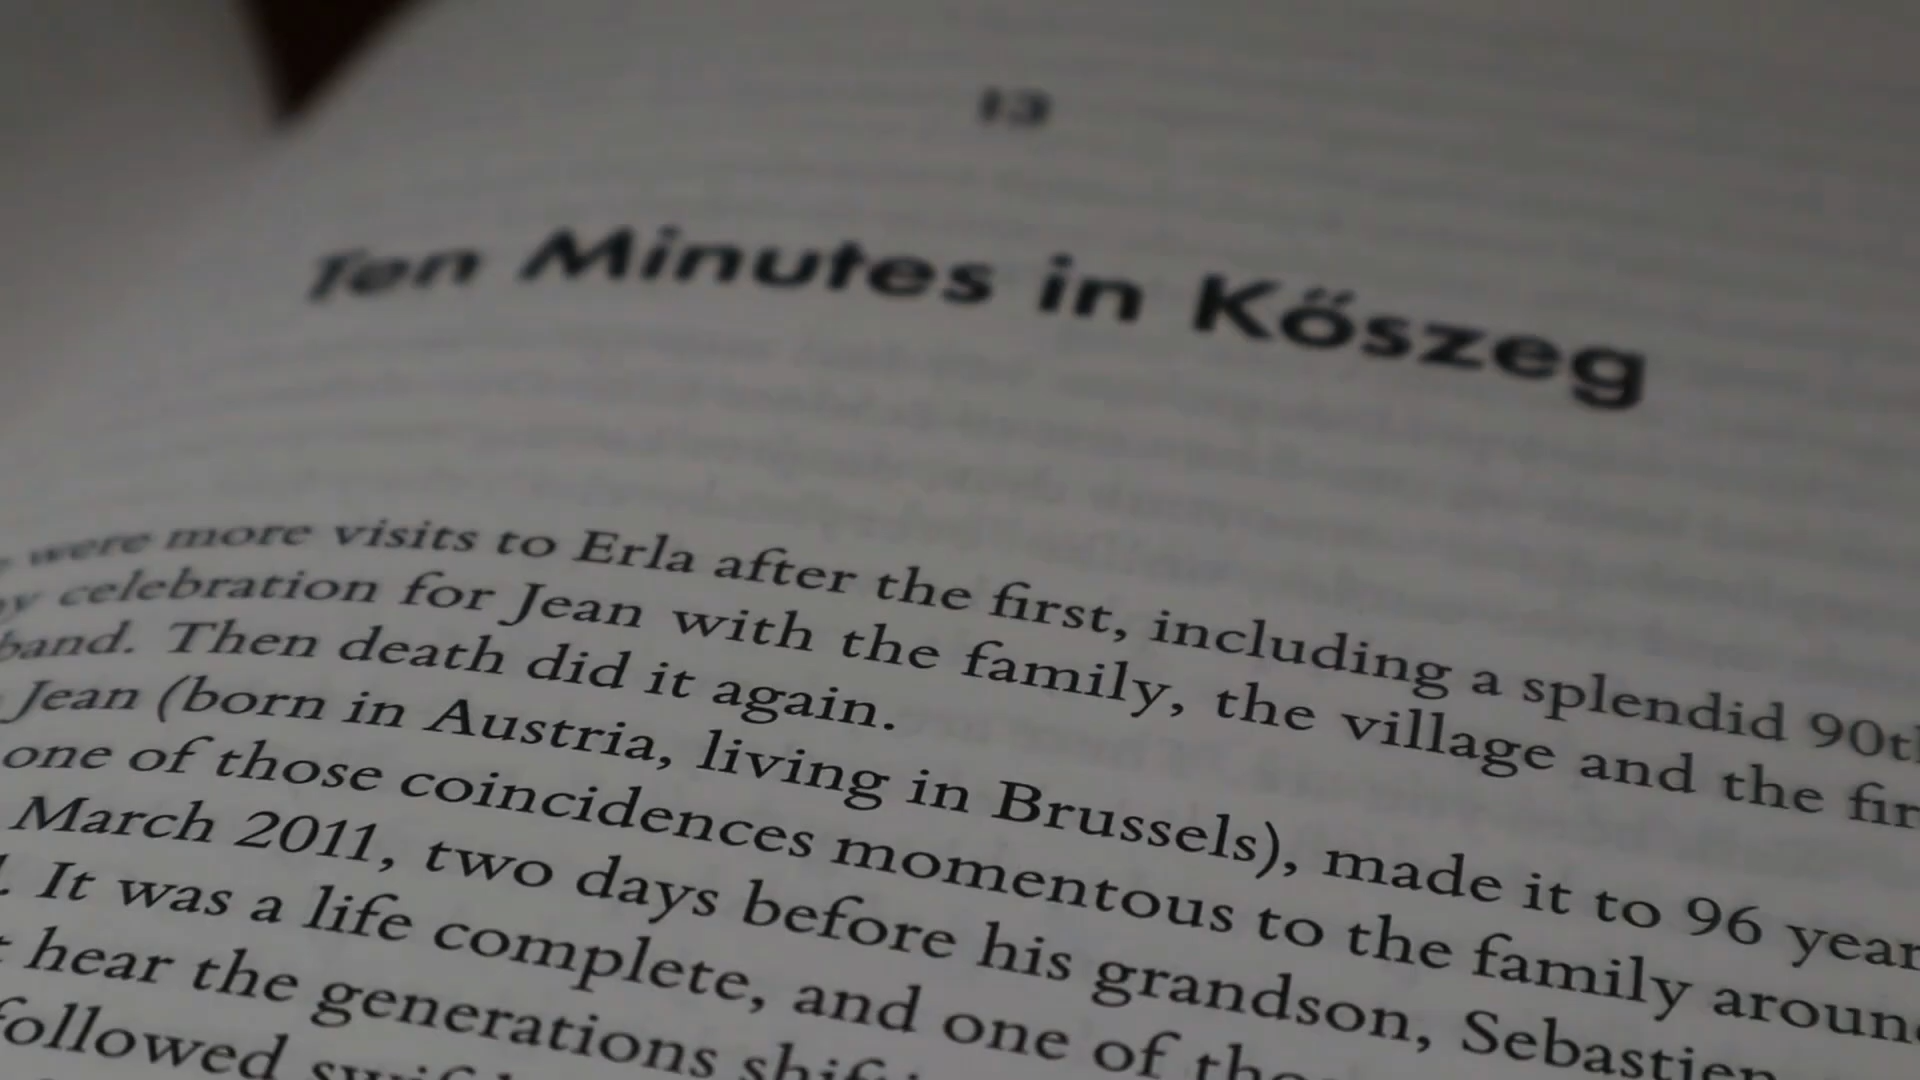 13
Ten Minutes in Kőszeg
were more visits to Erla after the first, including a splendid 90th
celebration for Jean with the family, the village and the fir
band. Then death did it again.
Jean (born in Austria, living in Brussels), made it to 96 year
one of those coincidences momentous to the family aroun
March 2011, two days before his grandson, Sebastien
. It was a life complete, and one of tho
hear the generations shif
followed